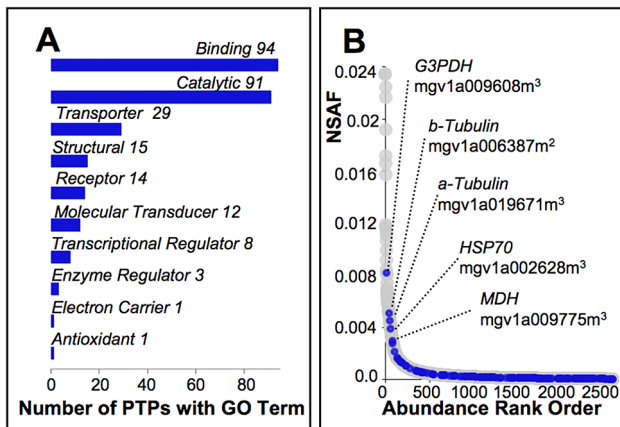 A
Binding 94
Catalytic 91
Transporter 29
Structural 15
Receptor 14
Molecular Transducer 12
Transcriptional Regulator 8
Enzyme Regulator 3
Electron Carrier 1
Antioxidant 1
0 20 40 60 80
Number of PTPs with GO Term
B
NSAF
0.024
0.02
0.016
0.012
0.008
0.004
0.0
G3PDH
mgv1a009608m³
b-Tubulin
mgv1a006387m²
a-Tubulin
mgv1a019671m³
HSP70
mgv1a002628m³
MDH
mgv1a009775m³
0 500 1000 1500 2000 2500
Abundance Rank Order